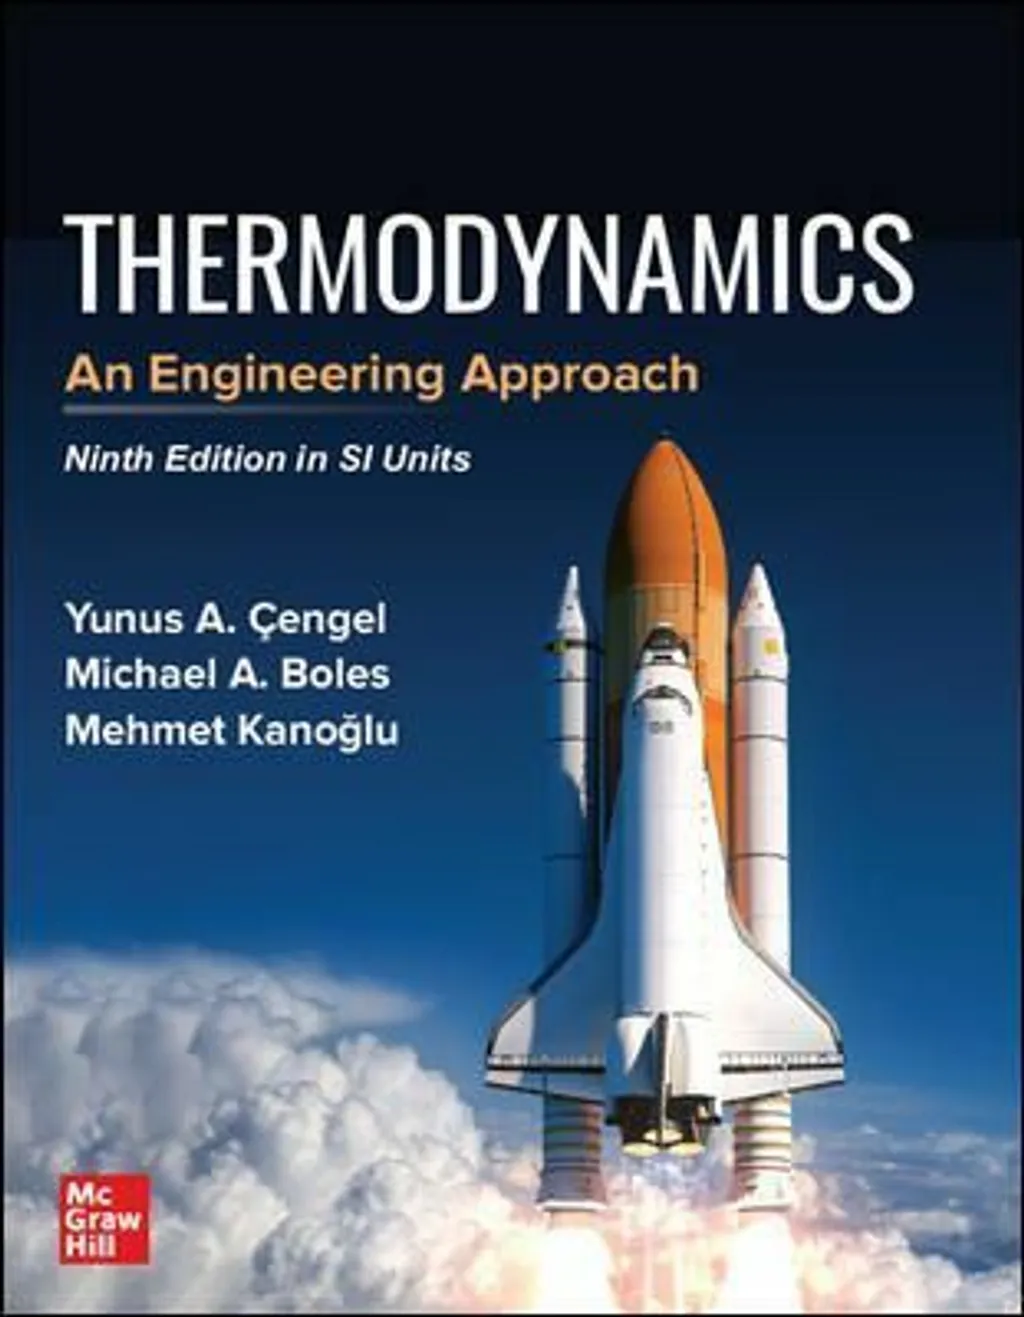 THERMODYNAMICS
An Engineering Approach
Ninth Edition in SI Units
Yunus A. Çengel
Michael A. Boles
Mehmet Kanoğlu
Mc
Graw
Hill